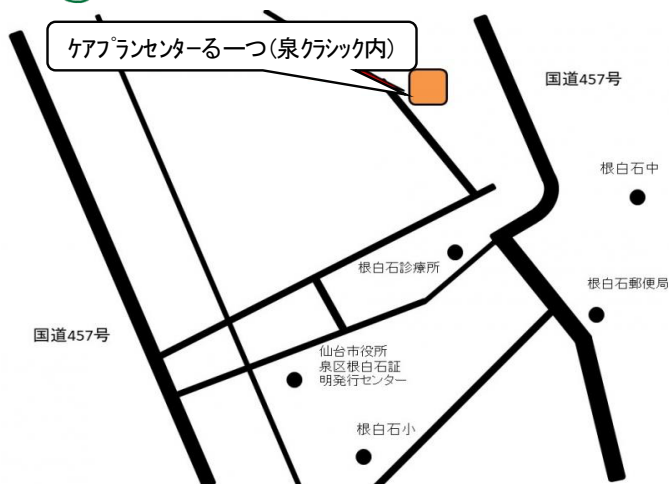 ｹｱﾌﾟﾗﾝｾﾝﾀｰるーつ（泉ｸﾗｼｯｸ内）
国道457号
根白石中
根白石診療所
根白石郵便局
国道457号
仙台市役所
泉区根白石証
明発行センター
根白石小